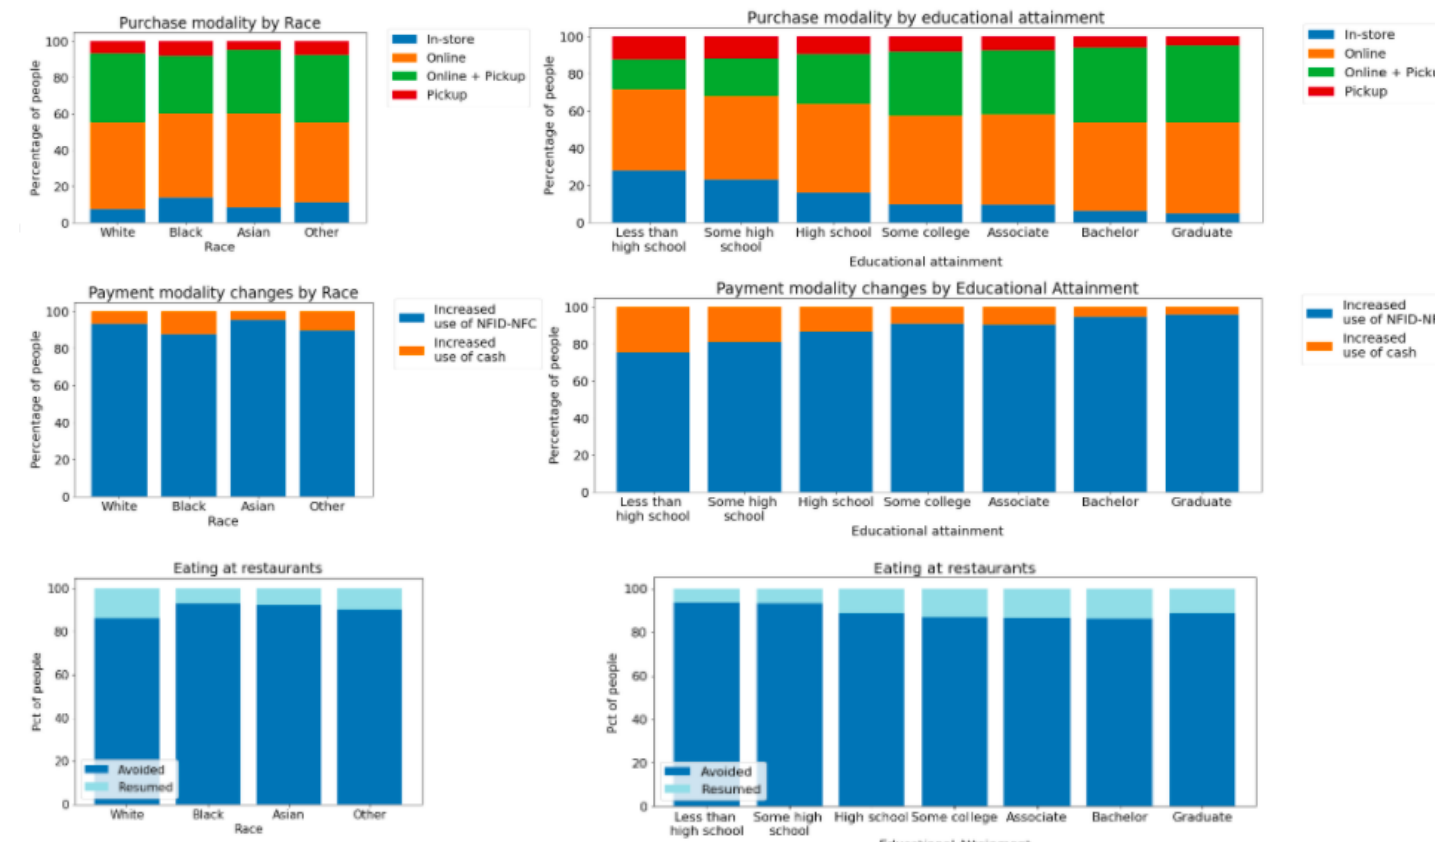 Purchase modality by Race
100
80
60
40
20
0
Percentage of people
White Black Asian Other
Race
In-store
Online
Online + Pickup
Pickup
Purchase modality by educational attainment
100
80
60
40
20
0
Percentage of people
Less than high school
Some high school
High school
Some college
Associate
Bachelor
Graduate
Educational attainment
In-store
Online
Online + Picku
Pickup
Payment modality changes by Race
100
80
60
40
20
0
Percentage of people
White Black Asian Other
Race
Increased
use of NFID-NFC
Increased
use of cash
Payment modality changes by Educational Attainment
100
80
60
40
20
0
Percentage of people
Less than high school
Some high school
High school
Some college
Associate
Bachelor
Graduate
Educational attainment
Increased
use of NFID-NF
Increased
use of cash
Eating at restaurants
100
80
60
40
20
0
Pct of people
Avoided
Resumed
White Black Asian Other
Race
Eating at restaurants
100
80
60
40
20
0
Pct of people
Avoided
Resumed
Less than high school
Some high school
High school
Some college
Associate
Bachelor
Graduate